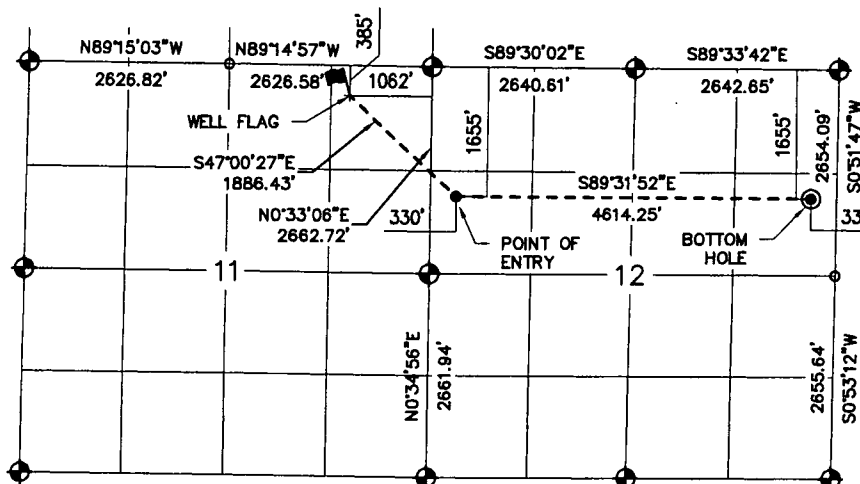 N89°15'03"W
2626.82'
N89°14'57"W
2626.58'
385'
1062'
S89°30'02"E
2640.61'
S89°33'42"E
2642.65'
WELL FLAG
1655'
1655'
2654.09'
S0°51'47"W
S47°00'27"E
1886.43'
S89°31'52"E
4614.25'
N0°33'06"E
2662.72'
330'
33
POINT OF
ENTRY
BOTTOM
HOLE
11
12
N0°34'56"E
2661.94'
2655.64'
S0°53'12"W